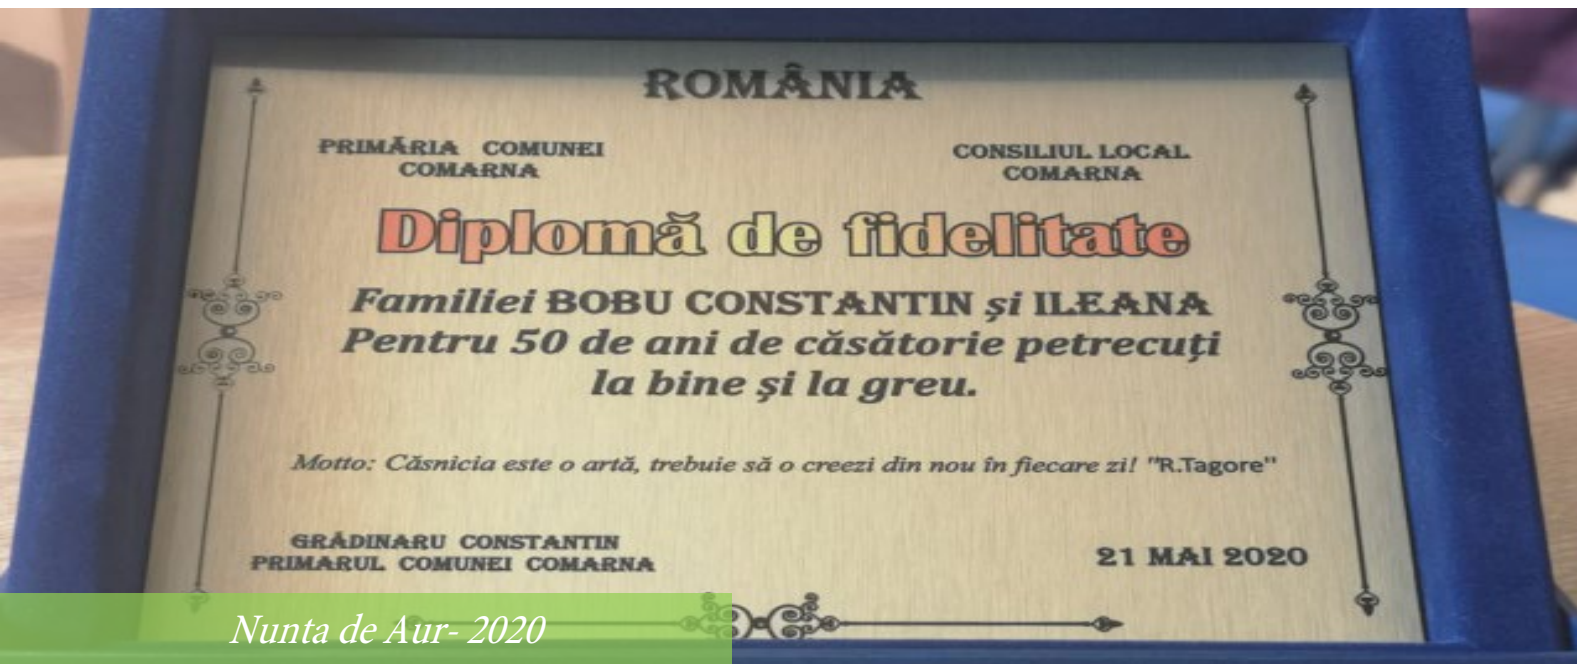 ROMÂNIA
PRIMĂRIA COMUNEI
COMARNA
CONSILIUL LOCAL
COMARNA
Diplomă de fidelitate
Familiei BOBU CONSTANTIN și ILEANA
Pentru 50 de ani de căsătorie petrecuți
la bine și la greu.
Motto: Căsnicia este o artă, trebuie să o creezi din nou în fiecare zi! "R.Tagore"
GRĂDINARU CONSTANTIN
PRIMARUL COMUNEI COMARNA
21 MAI 2020
Nunta de Aur- 2020